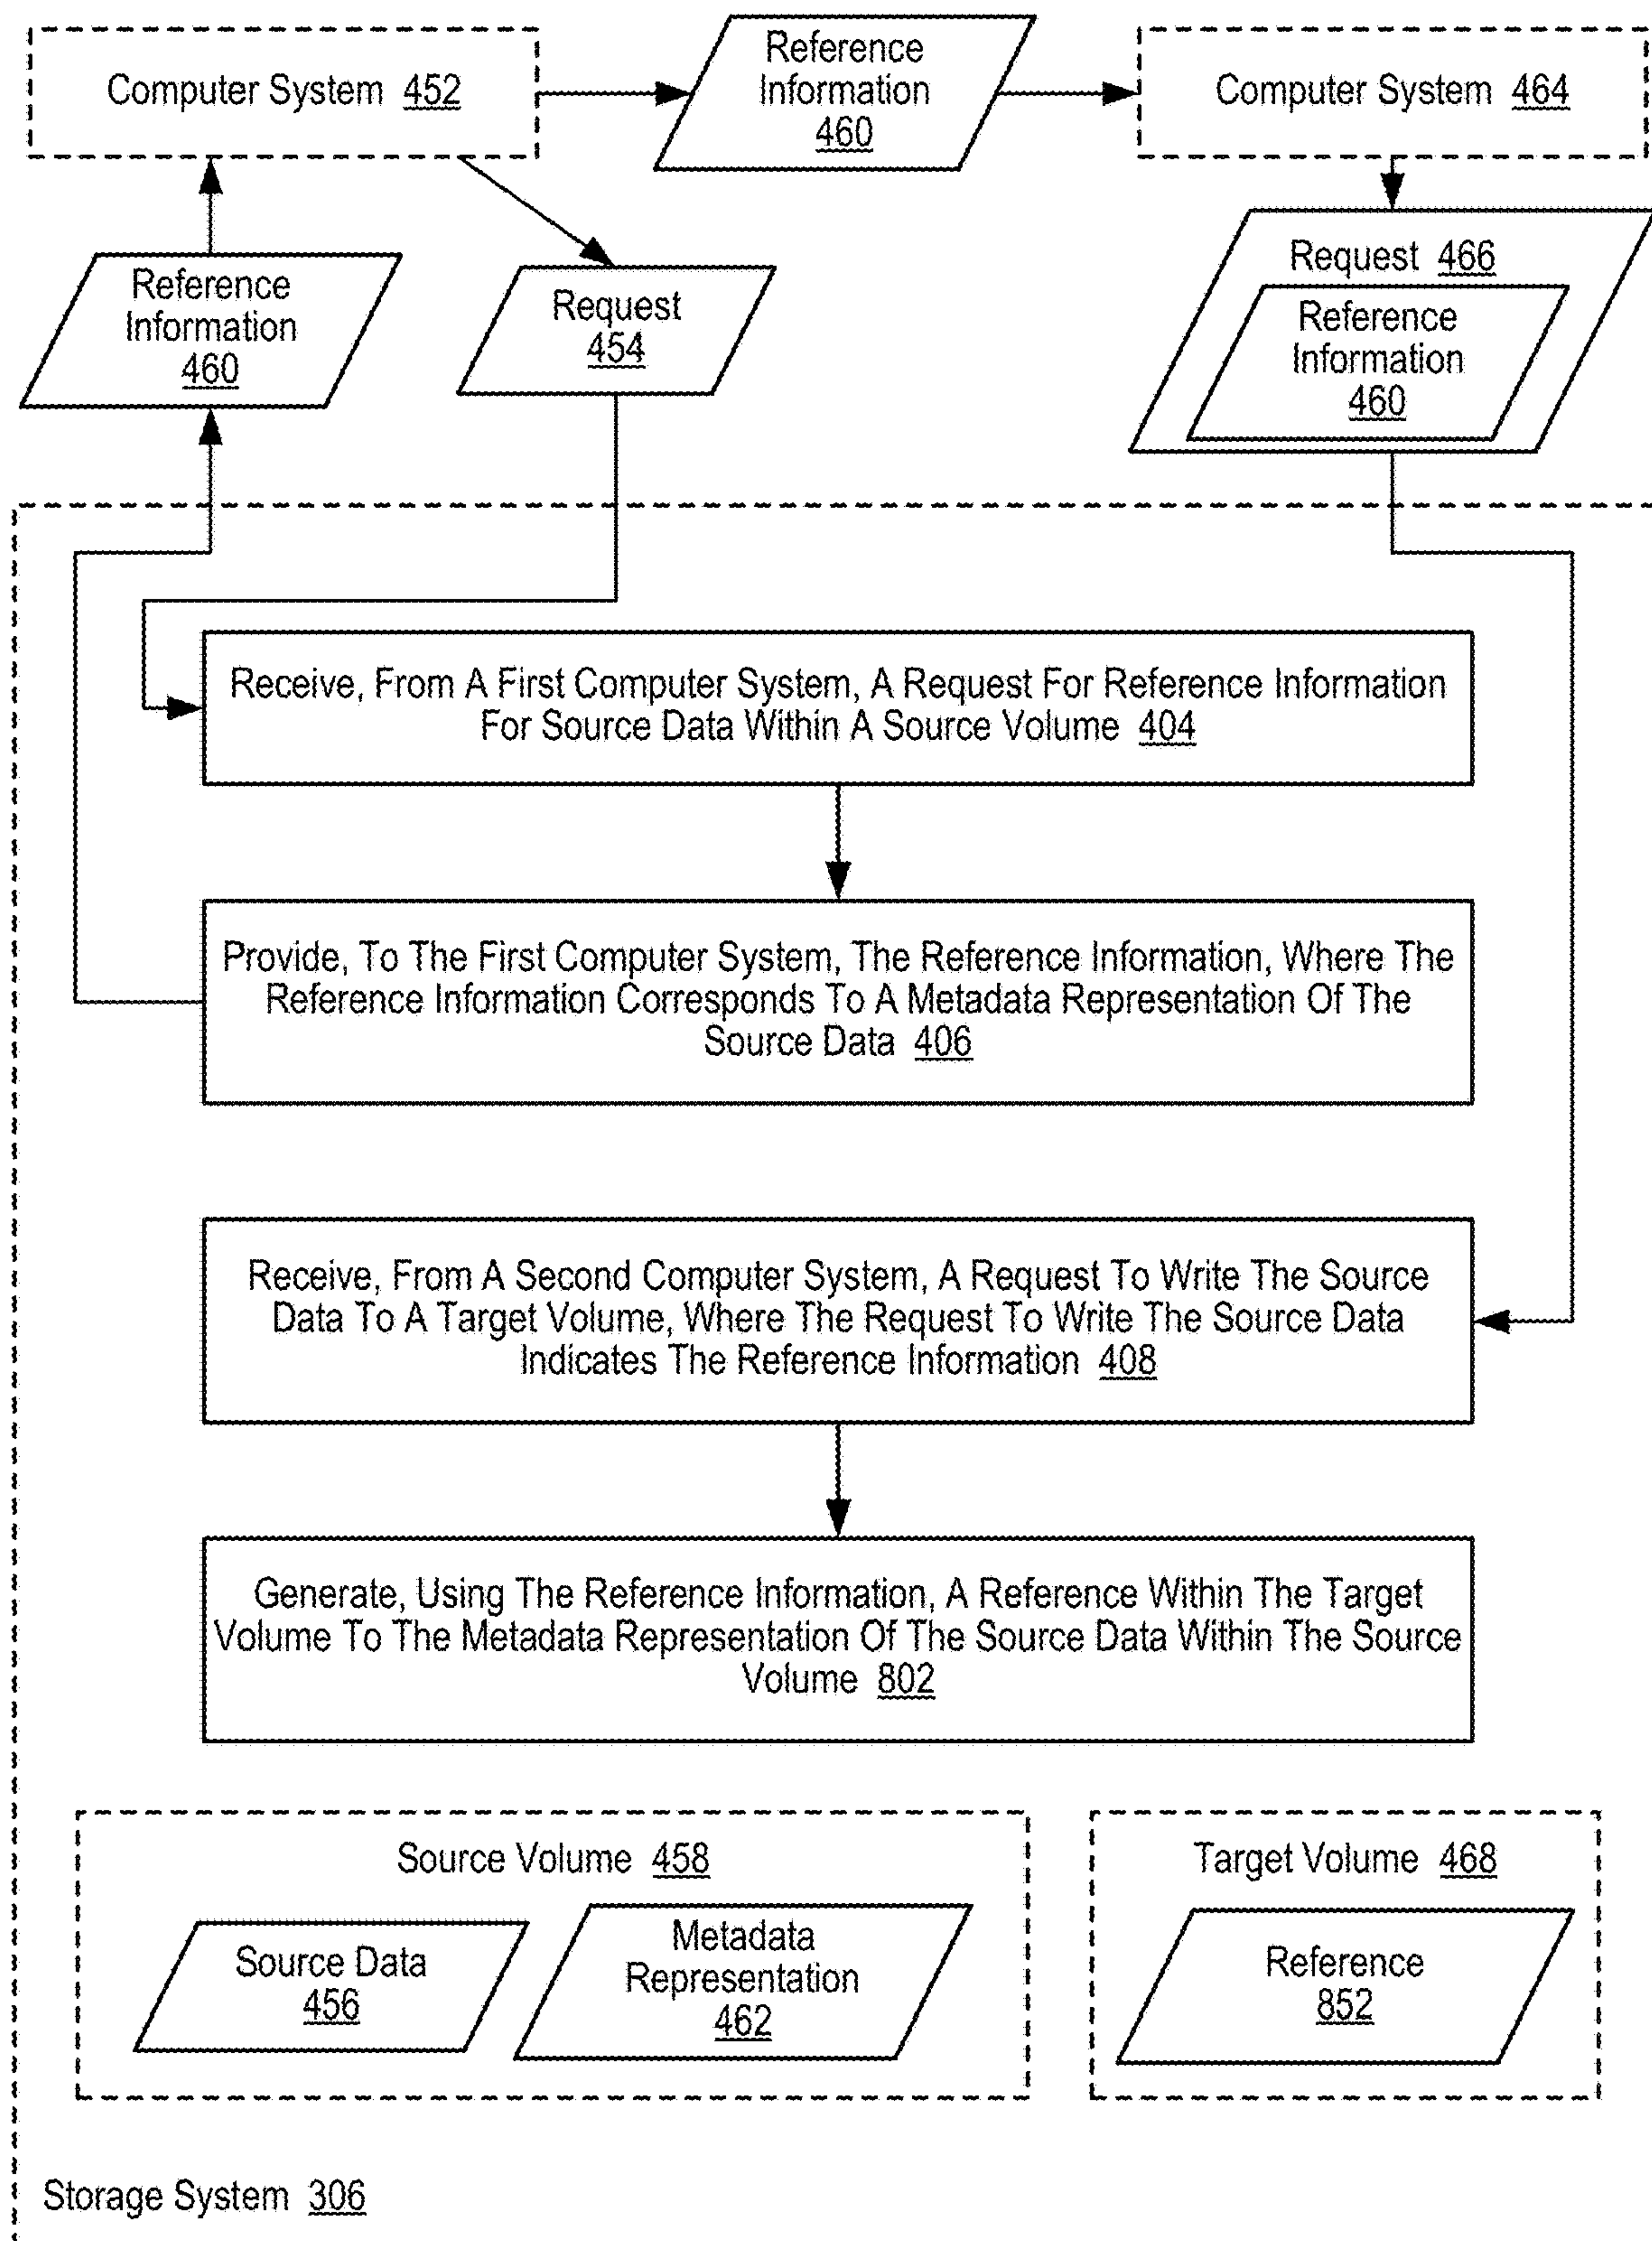 Computer System 452
Reference
Information
460
Computer System 464
Reference
Information
460
Request
454
Request 466
Reference
Information
460
Receive, From A First Computer System, A Request For Reference Information
For Source Data Within A Source Volume 404
Provide, To The First Computer System, The Reference Information, Where The
Reference Information Corresponds To A Metadata Representation Of The
Source Data 406
Receive, From A Second Computer System, A Request To Write The Source
Data To A Target Volume, Where The Request To Write The Source Data
Indicates The Reference Information 408
Generate, Using The Reference Information, A Reference Within The Target
Volume To The Metadata Representation Of The Source Data Within The Source
Volume 802
Source Volume 458
Source Data
456
Metadata
Representation
462
Target Volume 468
Reference
852
Storage System 306